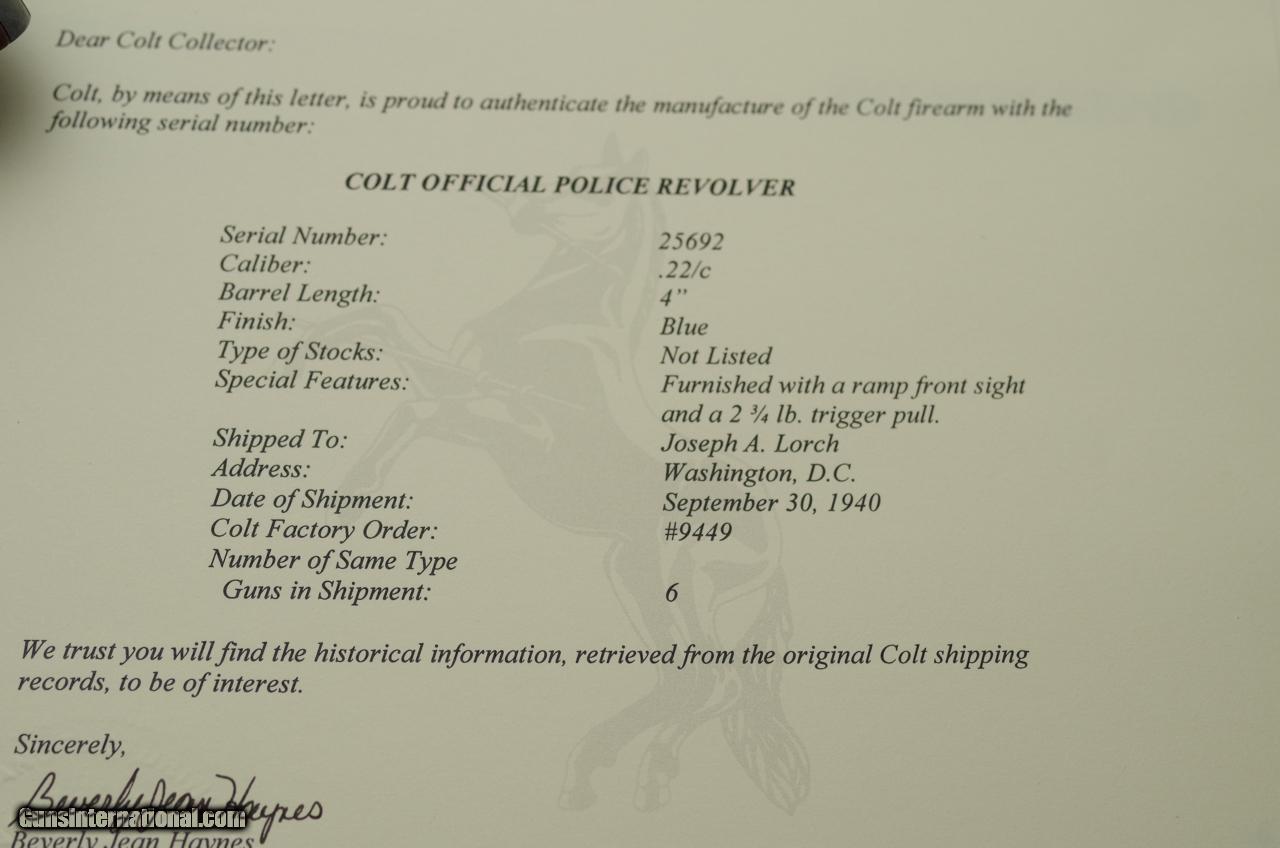 Dear Colt Collector:
Colt, by means of this letter, is proud to authenticate the manufacture of the Colt firearm with the
following serial number:
COLT OFFICIAL POLICE REVOLVER
Serial Number: 25692
Caliber: .22/c
Barrel Length: 4”
Finish: Blue
Type of Stocks: Not Listed
Special Features: Furnished with a ramp front sight
and a 2 ¾ lb. trigger pull.
Shipped To: Joseph A. Lorch
Address: Washington, D.C.
Date of Shipment: September 30, 1940
Colt Factory Order: #9449
Number of Same Type
Guns in Shipment: 6
We trust you will find the historical information, retrieved from the original Colt shipping
records, to be of interest.
Sincerely,
Beverly Jean Haynes
GunsInternational.com
Beverly Jean Haynes